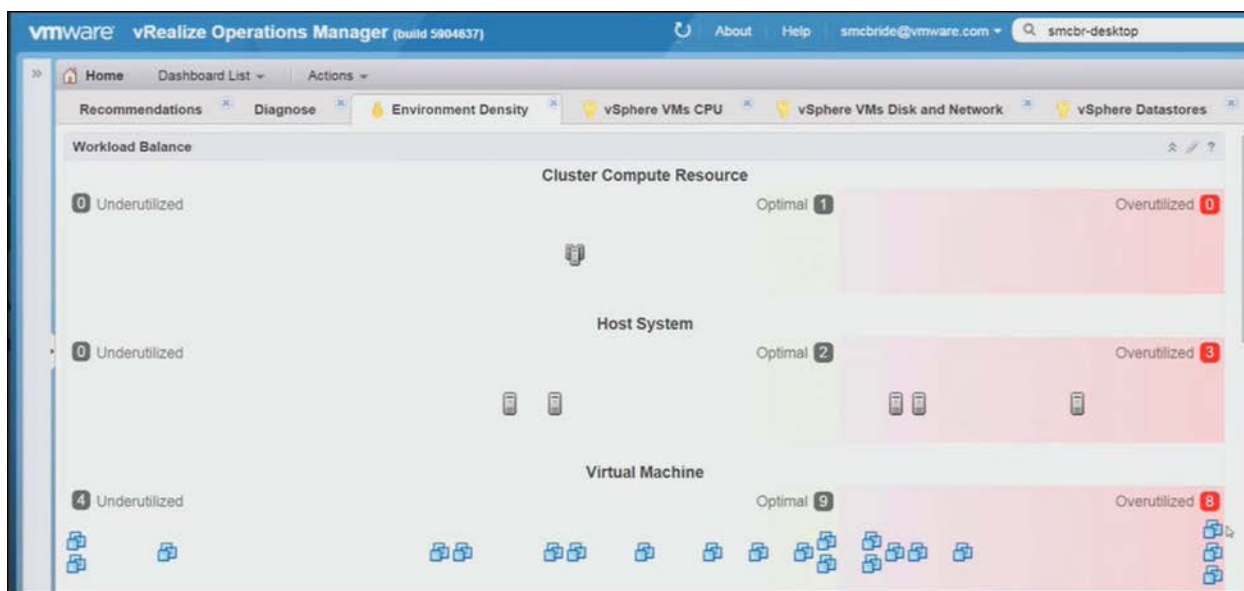 vmware vRealize Operations Manager (build 5904637) About Help smcbride@vmware.com smcbr-desktop
Home Dashboard List Actions
Recommendations Diagnose Environment Density vSphere VMs CPU vSphere VMs Disk and Network vSphere Datastores
Workload Balance ?
Cluster Compute Resource
0 Underutilized Optimal 1 Overutilized 0
Host System
0 Underutilized Optimal 2 Overutilized 3
Virtual Machine
4 Underutilized Optimal 9 Overutilized 8